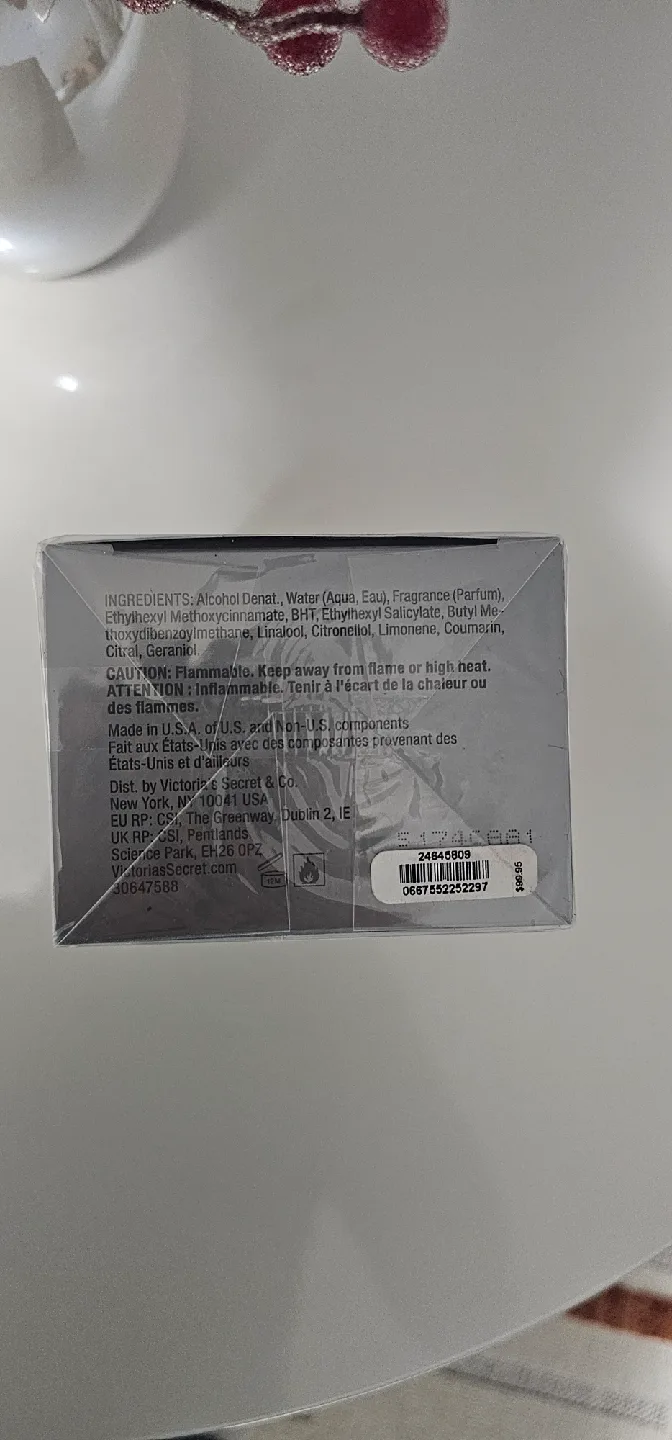 INGREDIENTS: Alcohol Denat., Water (Aqua, Eau), Fragrance (Parfum),
Ethylhexyl Methoxycinnamate, BHT, Ethylhexyl Salicylate, Butyl Me-
thoxydibenzoylmethane, Linalool, Citronellol, Limonene, Coumarin,
Citral, Geraniol.
CAUTION: Flammable. Keep away from flame or high heat.
ATTENTION : Inflammable. Tenir à l'écart de la chaleur ou
des flammes.
Made in U.S.A. of U.S. and Non-U.S. components
Fait aux États-Unis avec des composantes provenant des
États-Unis et d'ailleurs
Dist. by Victoria's Secret & Co.
New York, NY 10041 USA
EU RP: CSI, The Greenway, Dublin 2, IE
UK RP: CSI, Pentlands
Science Park, EH26 0PZ
VictoriasSecret.com
30647568
24645809
0667552252297